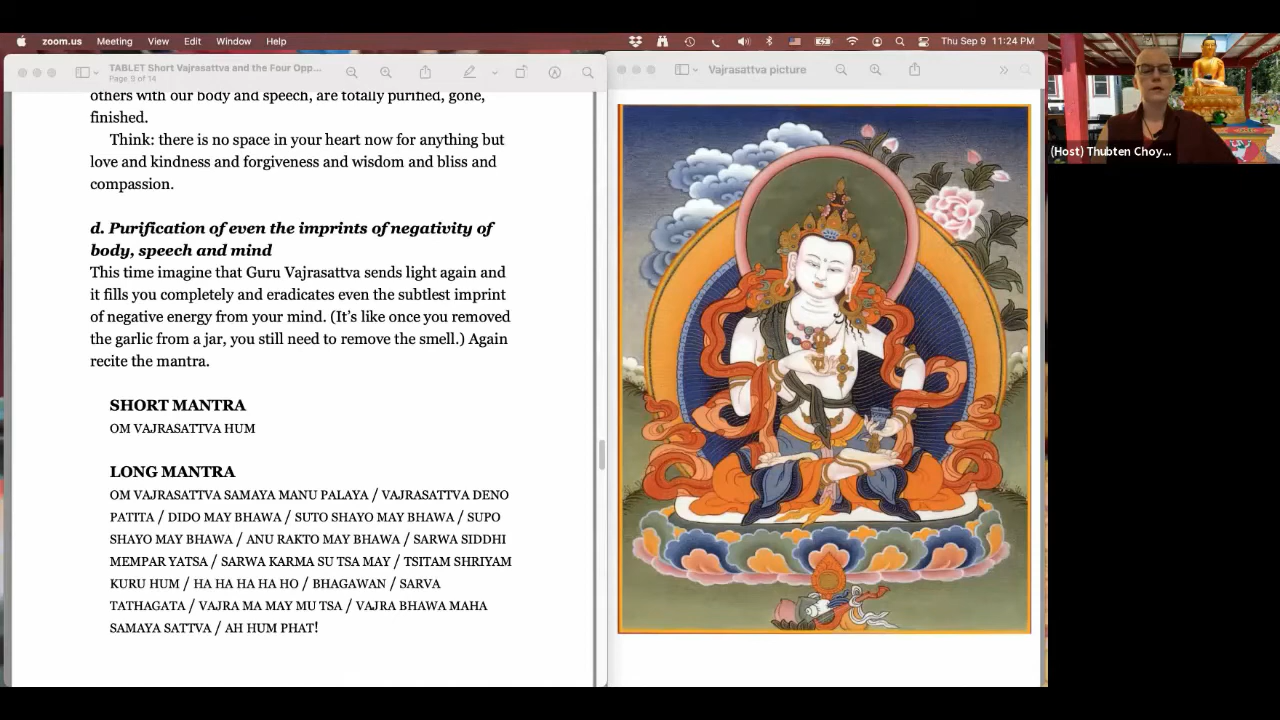 zoom.us Meeting View Edit Window Help
Thu Sep 9 11:24 PM
TABLET Short Vajrasattva and the Four Opp...
Page 9 of 14
others with our body and speech, are totally purified, gone,
finished.
Think: there is no space in your heart now for anything but
love and kindness and forgiveness and wisdom and bliss and
compassion.
d. Purification of even the imprints of negativity of
body, speech and mind
This time imagine that Guru Vajrasattva sends light again and
it fills you completely and eradicates even the subtlest imprint
of negative energy from your mind. (It's like once you removed
the garlic from a jar, you still need to remove the smell.) Again
recite the mantra.
SHORT MANTRA
OM VAJRASATTVA HUM
LONG MANTRA
OM VAJRASATTVA SAMAYA MANU PALAYA / VAJRASATTVA DENO
PATITA / DIDO MAY BHAWA / SUTO SHAYO MAY BHAWA / SUPO
SHAYO MAY BHAWA / ANU RAKTO MAY BHAWA / SARWA SIDDHI
MEMPAR YATSA / SARWA KARMA SU TSA MAY / TSITAM SHRIYAM
KURU HUM / HA HA HA HA HO / BHAGAWAN / SARVA
TATHAGATA / VAJRA MA MAY MU TSA / VAJRA BHAWA MAHA
SAMAYA SATTVA / AH HUM PHAT!
Vajrasattva picture
(Host) Thubten Choy...